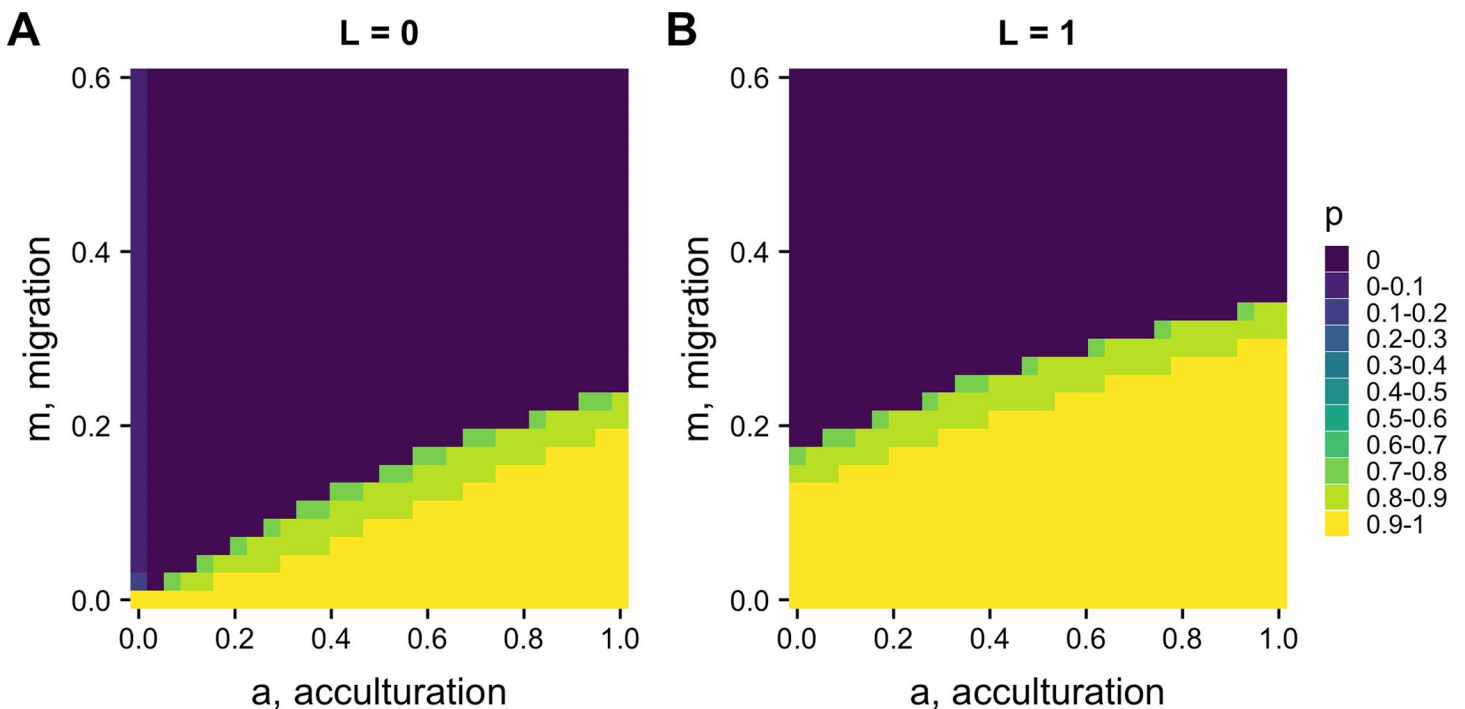 A
L = 0
B
L = 1
m, migration
0.6
0.4
0.2
0.0
0.0 0.2 0.4 0.6 0.8 1.0
a, acculturation
m, migration
0.6
0.4
0.2
0.0
0.0 0.2 0.4 0.6 0.8 1.0
a, acculturation
p
0
0-0.1
0.1-0.2
0.2-0.3
0.3-0.4
0.4-0.5
0.5-0.6
0.6-0.7
0.7-0.8
0.8-0.9
0.9-1